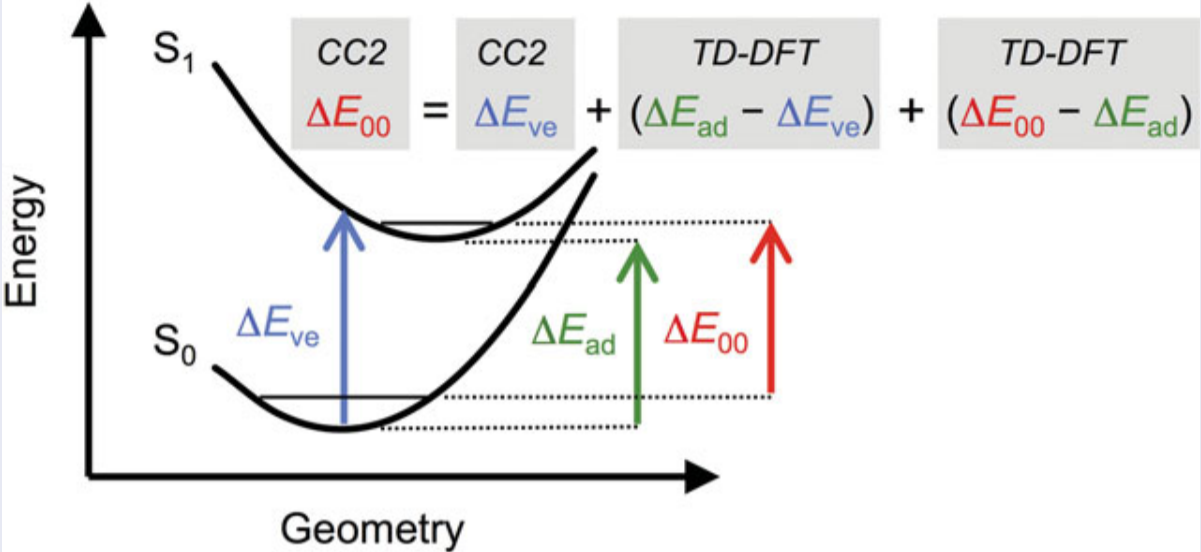 S1
CC2 CC2 TD-DFT TD-DFT
ΔE00 = ΔEve + (ΔEad − ΔEve) + (ΔE00 − ΔEad)
Energy
ΔEve
ΔEad
ΔE00
S0
Geometry